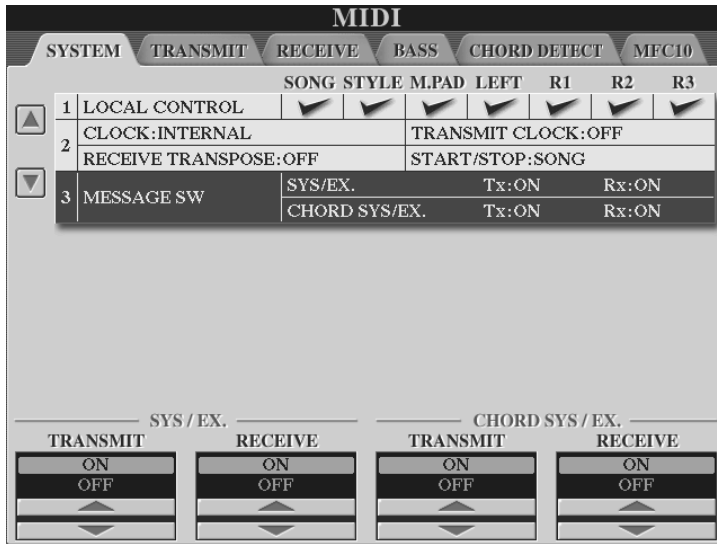 MIDI
SYSTEM TRANSMIT RECEIVE BASS CHORD DETECT MFC10
SONG STYLE M.PAD LEFT R1 R2 R3
1 LOCAL CONTROL
2 CLOCK:INTERNAL TRANSMIT CLOCK:OFF
RECEIVE TRANSPOSE:OFF START/STOP:SONG
3 MESSAGE SW SYS/EX. Tx:ON Rx:ON
CHORD SYS/EX. Tx:ON Rx:ON
SYS / EX. CHORD SYS / EX.
TRANSMIT RECEIVE TRANSMIT RECEIVE
ON ON ON ON
OFF OFF OFF OFF